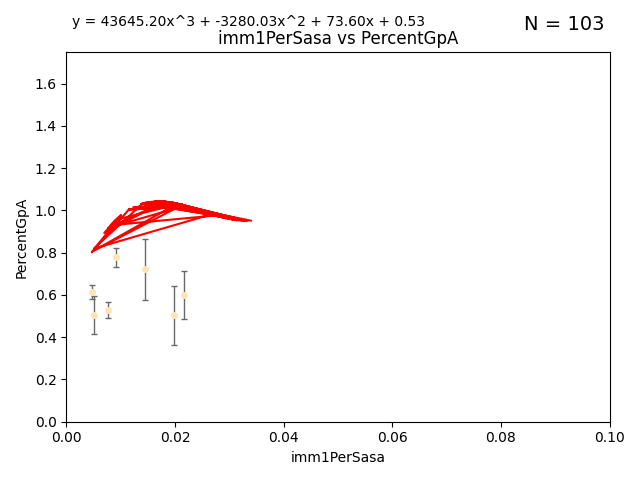 y = 43645.20x^3 + -3280.03x^2 + 73.60x + 0.53
N = 103
imm1PerSasa vs PercentGpA
PercentGpA
1.6
1.4
1.2
1.0
0.8
0.6
0.4
0.2
0.0
0.00 0.02 0.04 0.06 0.08 0.10
imm1PerSasa